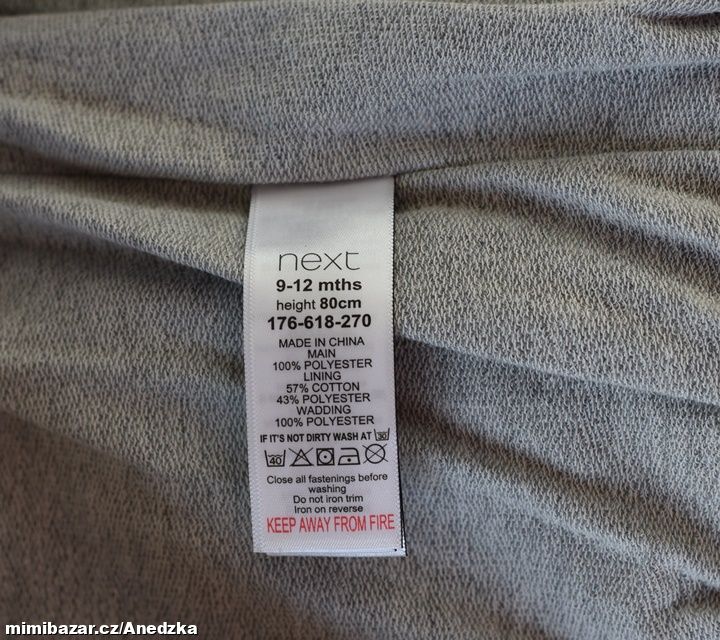 next
9-12 mths
height 80cm
176-618-270
MADE IN CHINA
MAIN
100% POLYESTER
LINING
57% COTTON
43% POLYESTER
WADDING
100% POLYESTER
IF IT'S NOT DIRTY WASH AT 30
40
Close all fastenings before
washing
Do not iron trim
Iron on reverse
KEEP AWAY FROM FIRE
mimibazar.cz/Anedzka